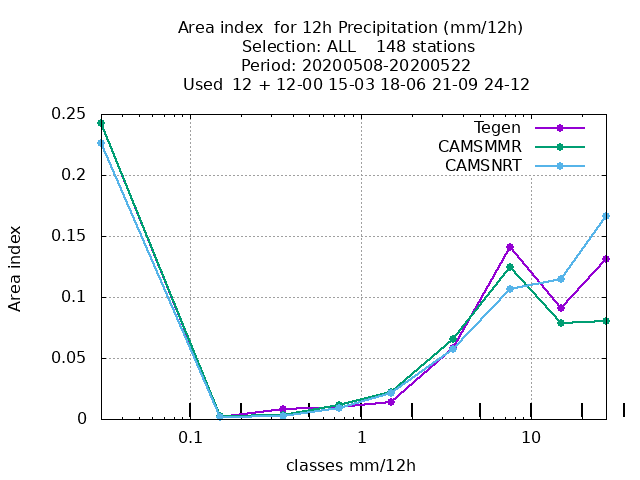 Area index  for 12h Precipitation (mm/12h)
Selection: ALL    148 stations
Period: 20200508-20200522
Used  12 + 12-00 15-03 18-06 21-09 24-12
Tegen
CAMSMMR
CAMSNRT
0.25
0.2
0.15
0.1
0.05
0
Area index
0.1
1
10
classes mm/12h